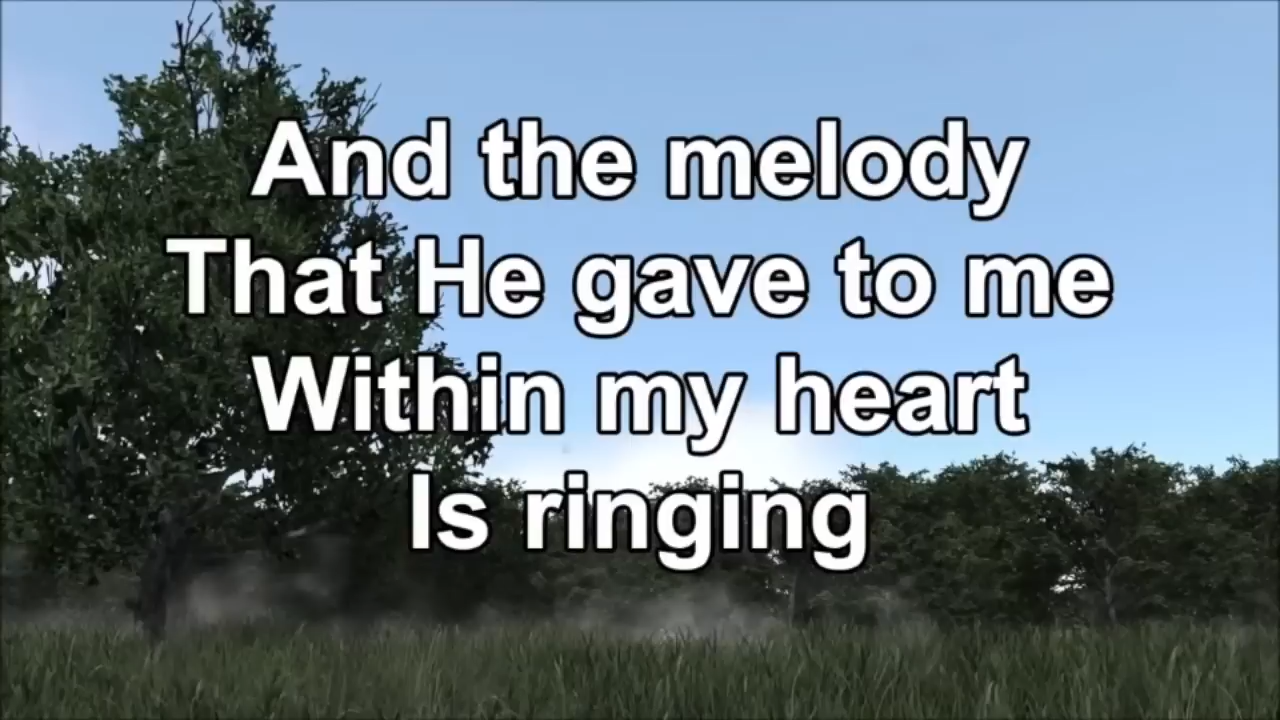 And the melody
That He gave to me
Within my heart
Is ringing